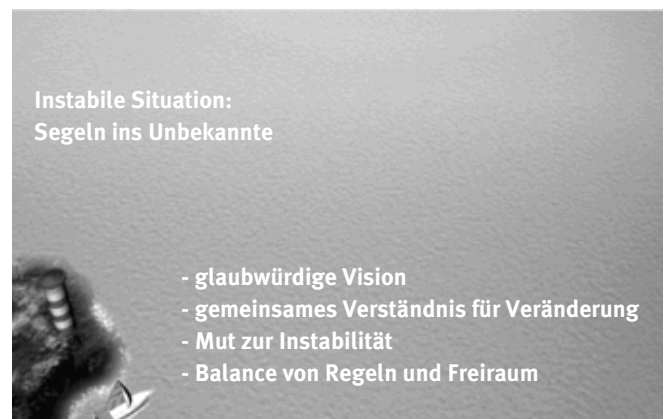 Instabile Situation:
Segeln ins Unbekannte
- glaubwürdige Vision
- gemeinsames Verständnis für Veränderung
- Mut zur Instabilität
- Balance von Regeln und Freiraum